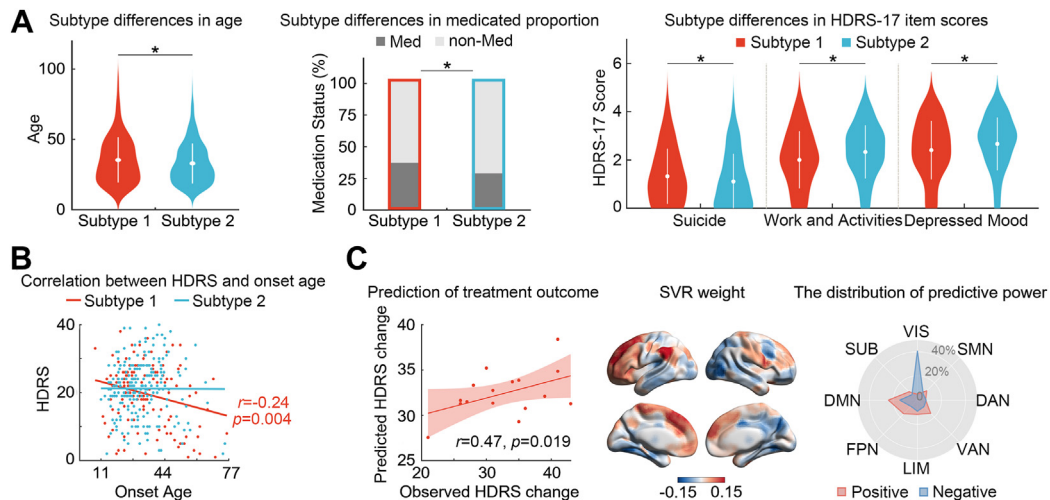 A
Subtype differences in age
*
Age
100
50
0
Subtype 1
Subtype 2
Subtype differences in medicated proportion
Med
non-Med
*
Medication Status (%)
100
75
50
25
0
Subtype 1
Subtype 2
Subtype differences in HDRS-17 item scores
Subtype 1
Subtype 2
*
*
*
HDRS-17 Score
6
4
2
0
Suicide
Work and Activities
Depressed Mood
B
Correlation between HDRS and onset age
Subtype 1
Subtype 2
HDRS
40
20
0
r=-0.24
p=0.004
11
44
77
Onset Age
C
Prediction of treatment outcome
Predicted HDRS change
40
35
30
25
r=0.47, p=0.019
20
30
40
Observed HDRS change
SVR weight
-0.15
0.15
The distribution of predictive power
VIS
SUB
SMN
40%
20%
0
DMN
DAN
FPN
VAN
LIM
Positive
Negative